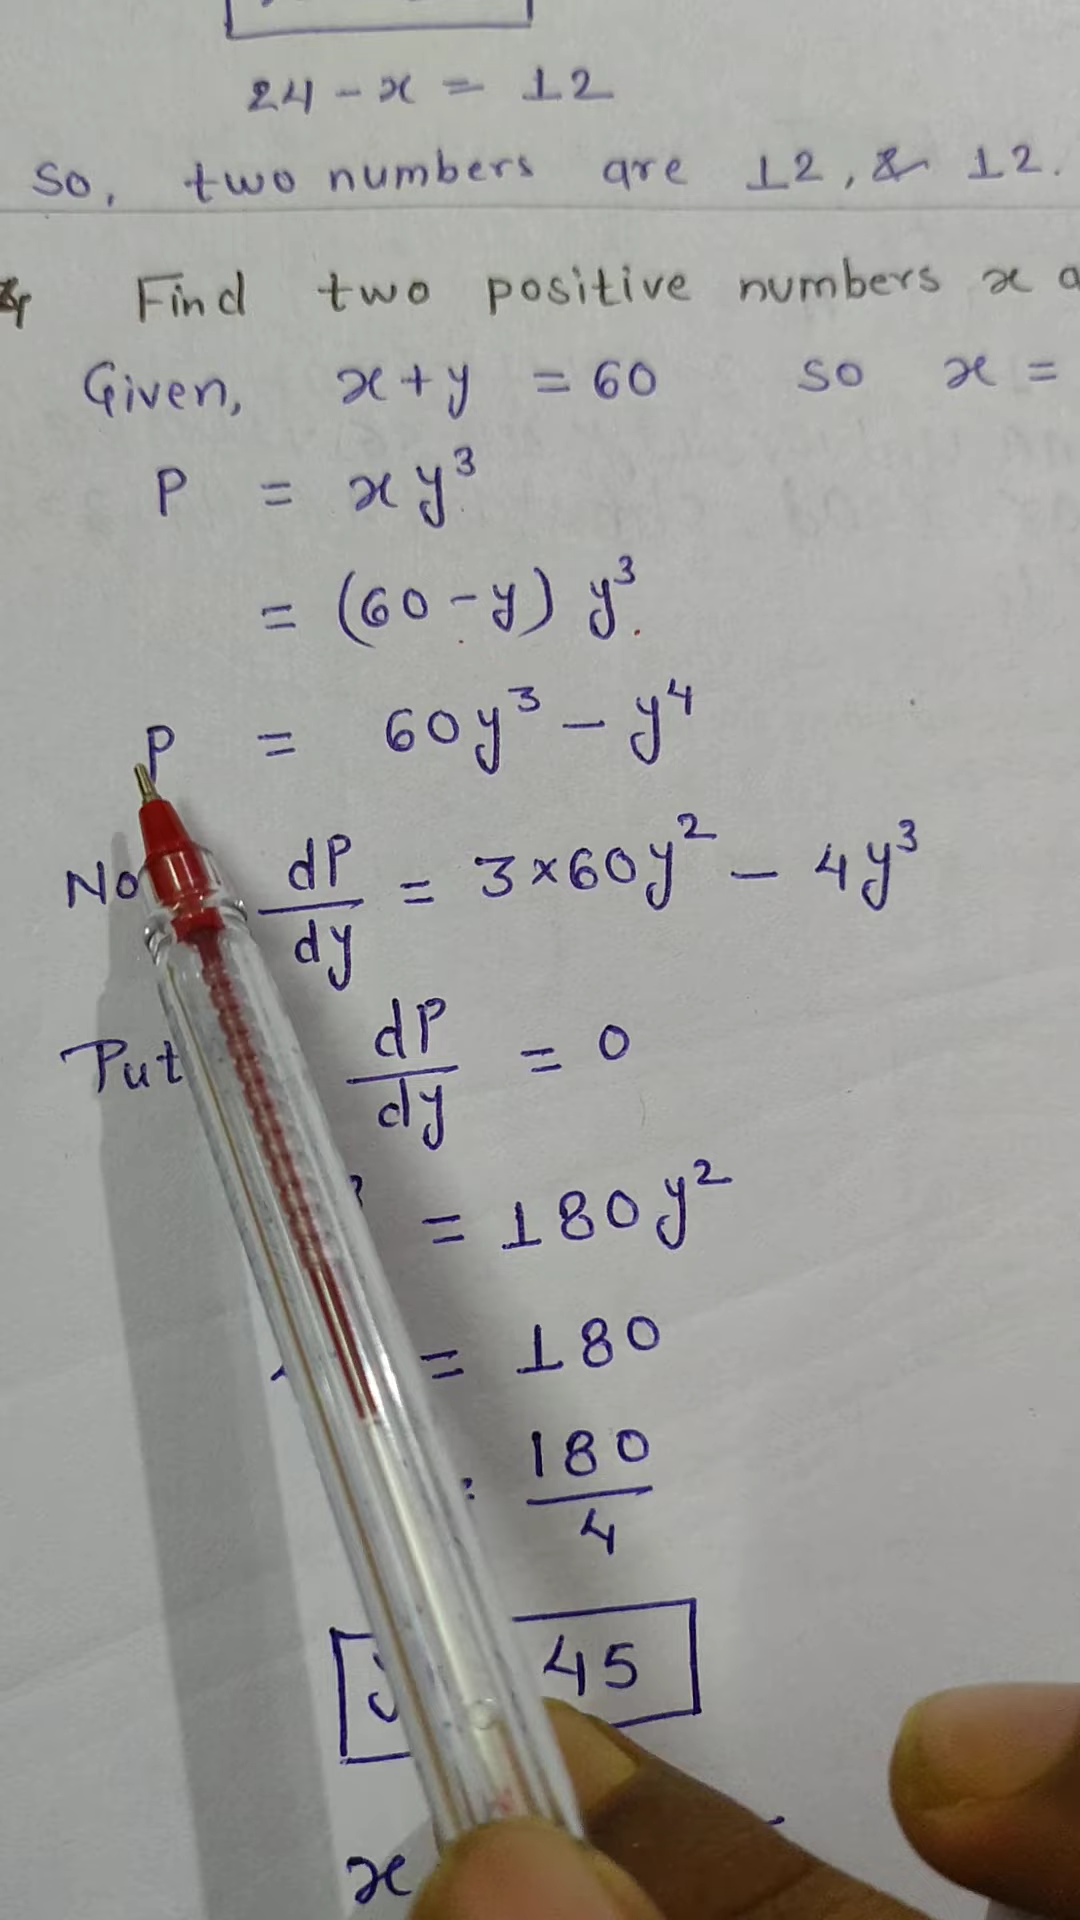 24 - x = 12
So, two numbers are 12, & 12.
Find two positive numbers x
Given, x + y = 60 so x =
P = xy³
= (60 - y) y³
P = 60y³ - y⁴
dP/dy = 3×60y² - 4y³
Put dP/dy = 0
= 180y²
= 180
180/4
45
x